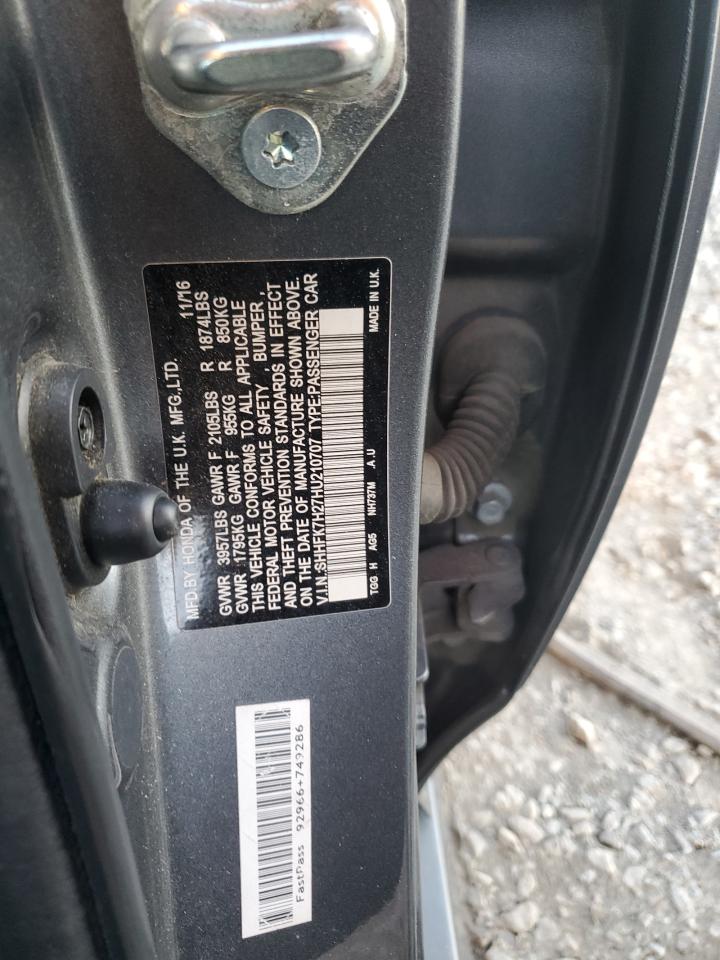 MFD.BY HONDA OF THE U.K. MFG.,LTD. 11/16
GVWR 3957LBS GAWR F 2105LBS R 1874LBS
GVWR 1795KG GAWR F 955KG R 850KG
THIS VEHICLE CONFORMS TO ALL APPLICABLE
FEDERAL MOTOR VEHICLE SAFETY , BUMPER ,
AND THEFT PREVENTION STANDARDS IN EFFECT
ON THE DATE OF MANUFACTURE SHOWN ABOVE.
V.I.N.:SHHFK7H27HU210707 TYPE:PASSENGER CAR
TGG H AG5 NH737M A U MADE IN U.K.
FastPass 92966+749286